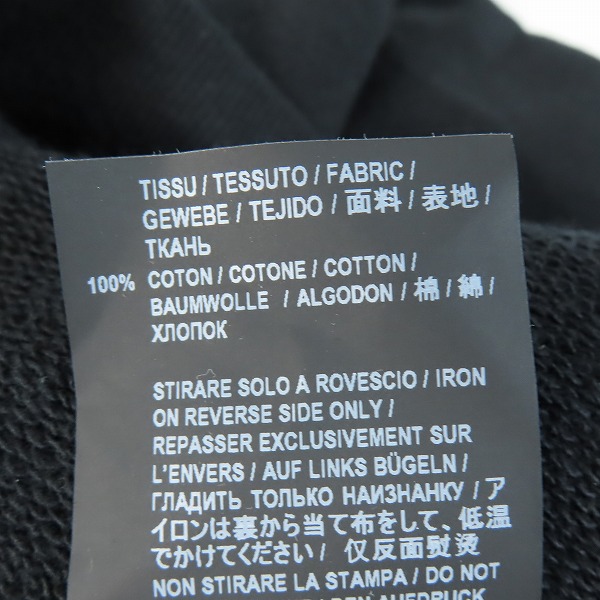 TISSU / TESSUTO / FABRIC /
GEWEBE / TEJIDO / 面料 / 表地 /
ТКАНЬ
100% COTON / COTONE / COTTON /
BAUMWOLLE / ALGODON / 棉 / 綿 /
ХЛОПОК
STIRARE SOLO A ROVESCIO / IRON
ON REVERSE SIDE ONLY /
REPASSER EXCLUSIVEMENT SUR
L'ENVERS / AUF LINKS BÜGELN /
ГЛАДИТЬ ТОЛЬКО НАИЗНАНКУ / ア
イロンは裏から当て布をして、低温
でかけてください / 仅反面熨烫
NON STIRARE LA STAMPA / DO NOT